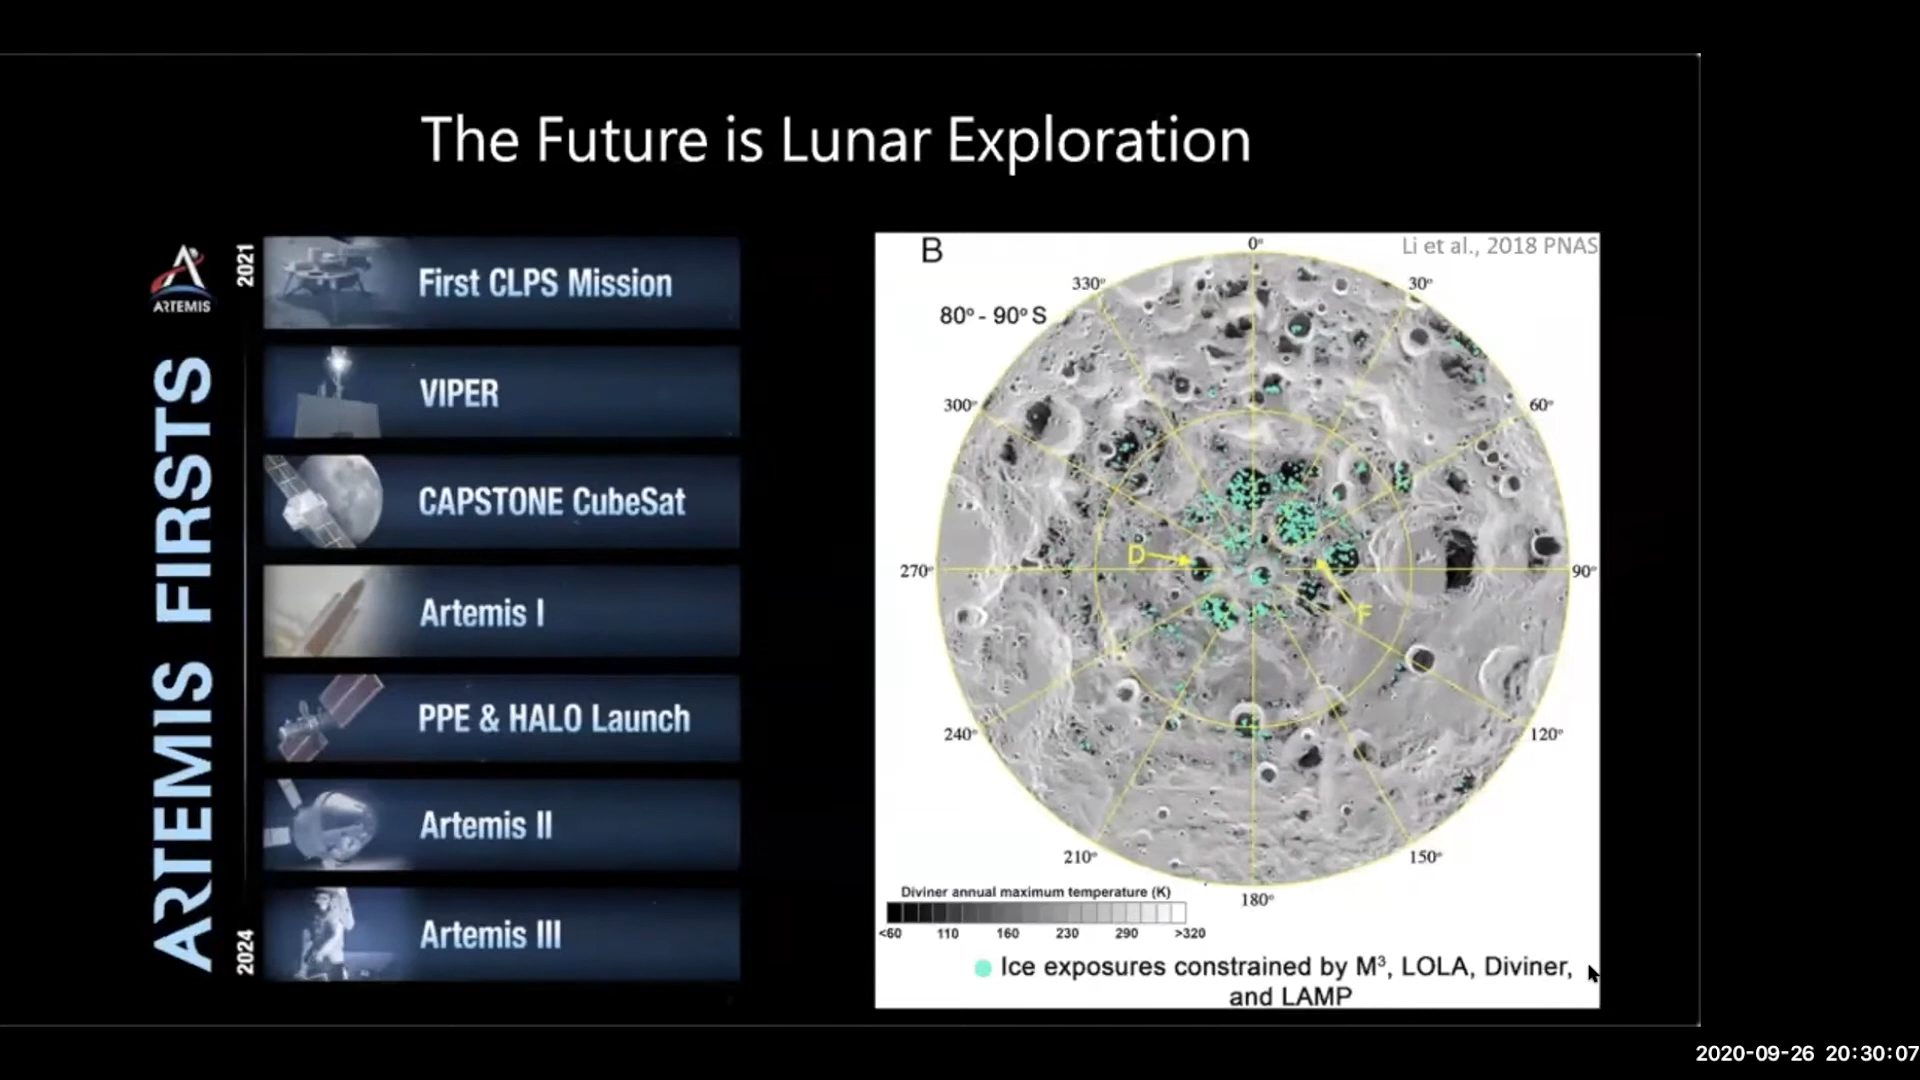 The Future is Lunar Exploration
ARTEMIS
ARTEMIS FIRSTS
2021
2024
First CLPS Mission
VIPER
CAPSTONE CubeSat
Artemis I
PPE & HALO Launch
Artemis II
Artemis III
B
Li et al., 2018 PNAS
80° - 90° S
0°
30°
60°
90°
120°
150°
180°
210°
240°
270°
300°
330°
D
F
Diviner annual maximum temperature (K)
<60 110 160 230 290 >320
Ice exposures constrained by M³, LOLA, Diviner,
and LAMP
2020-09-26 20:30:07